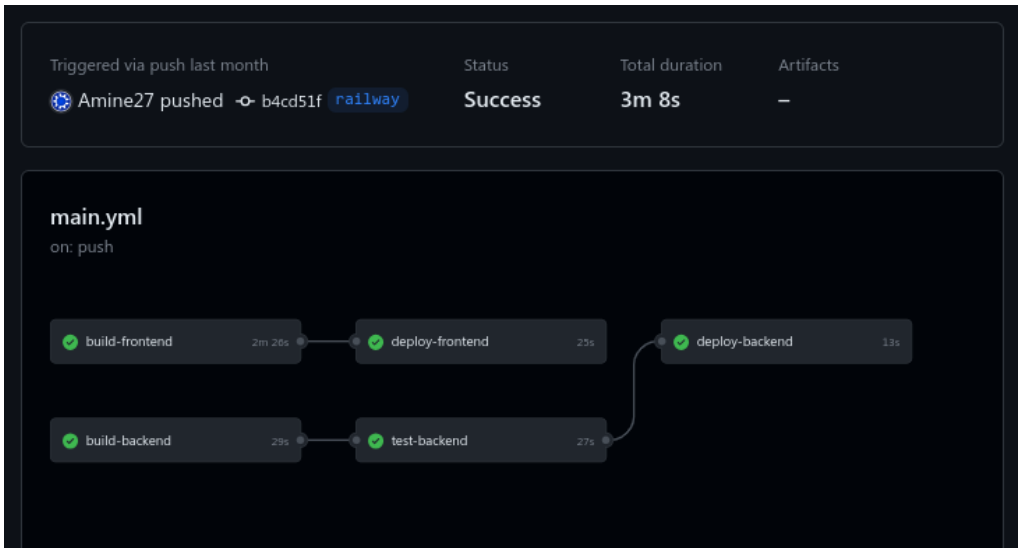 Triggered via push last month
Amine27 pushed b4cd51f railway
Status
Success
Total duration
3m 8s
Artifacts
–
main.yml
on: push
build-frontend 2m 26s
deploy-frontend 25s
deploy-backend 13s
build-backend 29s
test-backend 27s